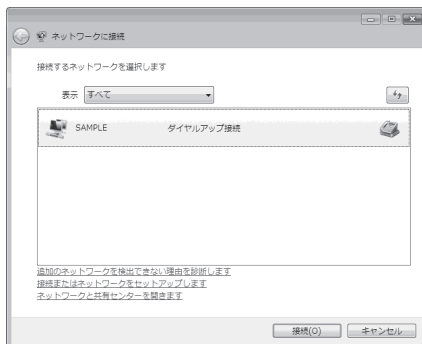 ネットワークに接続
接続するネットワークを選択します
表示 すべて
SAMPLE ダイヤルアップ接続
追加のネットワークを検出できない理由を診断します
接続またはネットワークをセットアップします
ネットワークと共有センターを開きます
接続(O) キャンセル